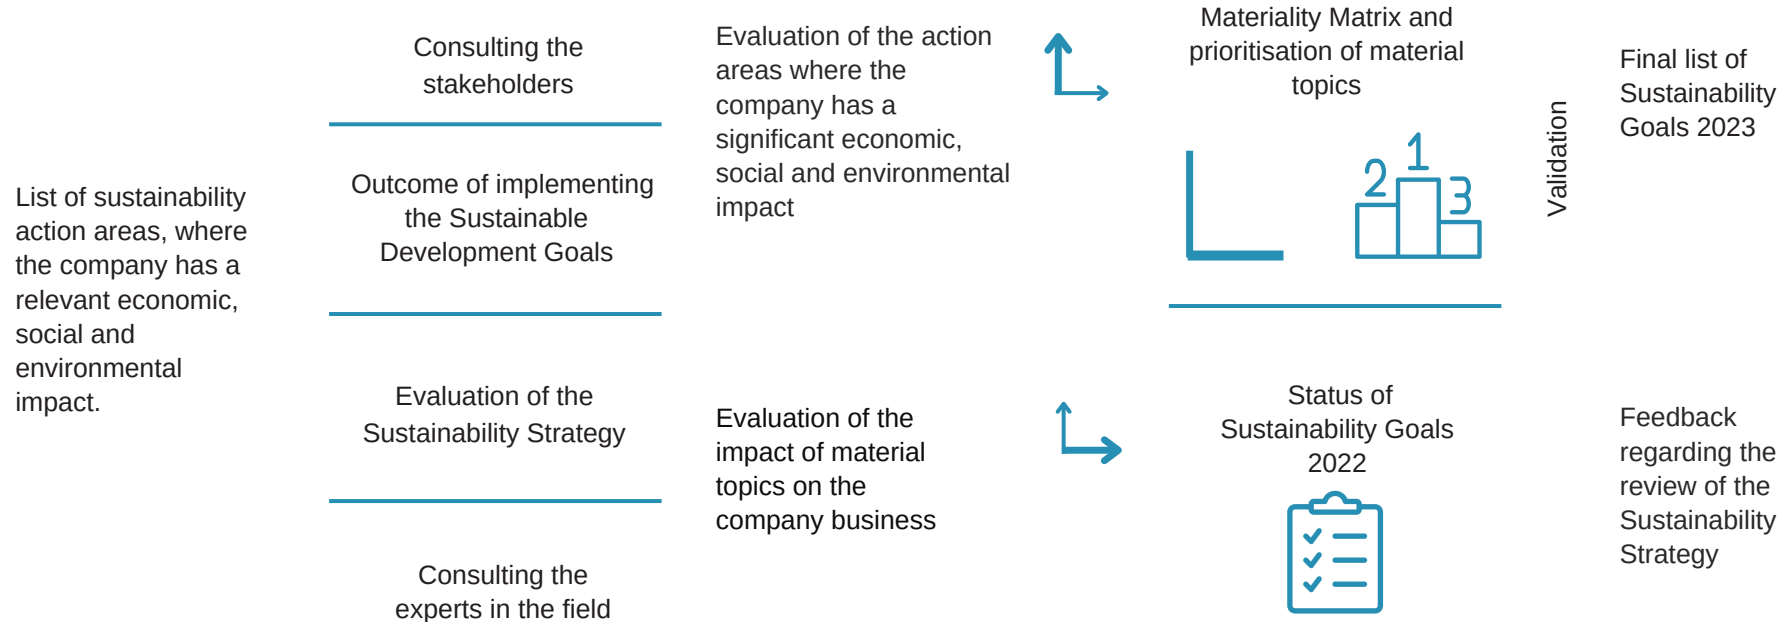 List of sustainability
action areas, where
the company has a
relevant economic,
social and
environmental
impact.
Consulting the
stakeholders
Outcome of implementing
the Sustainable
Development Goals
Evaluation of the
Sustainability Strategy
Consulting the
experts in the field
Evaluation of the action
areas where the
company has a
significant economic,
social and environmental
impact
Evaluation of the
impact of material
topics on the
company business
Materiality Matrix and
prioritisation of material
topics
2 1 3
Status of
Sustainability Goals
2022
Validation
Final list of
Sustainability
Goals 2023
Feedback
regarding the
review of the
Sustainability
Strategy